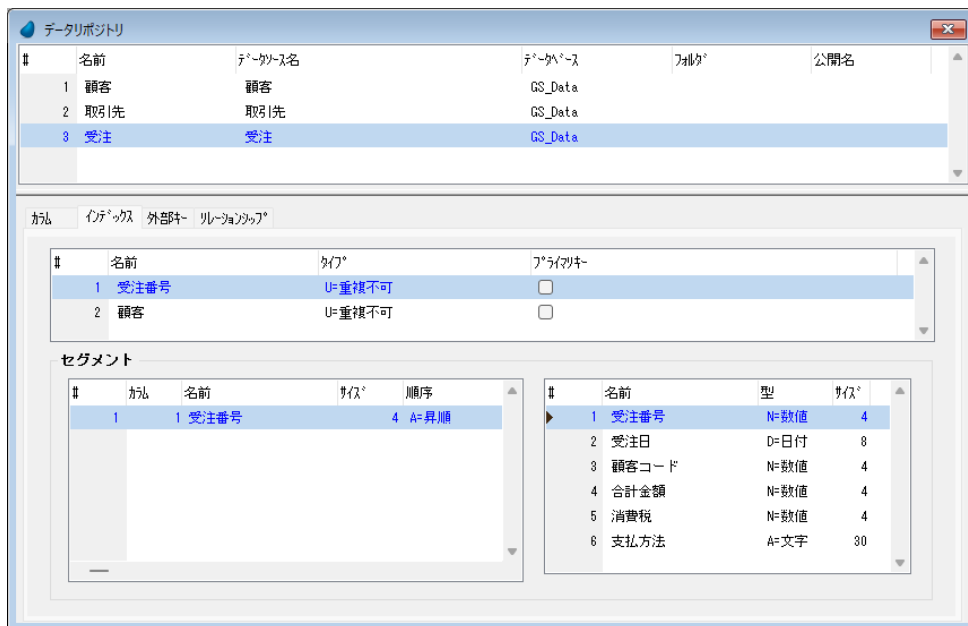 データリポジトリ
# 名前 ﾃﾞｰﾀｿｰｽ名 ﾃﾞｰﾀﾍﾞｰｽ ﾌｫﾙﾀﾞ 公開名
1 顧客 顧客 GS_Data
2 取引先 取引先 GS_Data
3 受注 受注 GS_Data
ｶﾗﾑ ｲﾝﾃﾞｯｸｽ 外部ｷｰ ﾘﾚｰｼｮﾝｼｯﾌﾟ
# 名前 ﾀｲﾌﾟ ﾌﾟﾗｲﾏﾘｷｰ
1 受注番号 U=重複不可
2 顧客 U=重複不可
セグメント
# ｶﾗﾑ 名前 ｻｲｽﾞ 順序
1 1 受注番号 4 A=昇順
# 名前 型 ｻｲｽﾞ
1 受注番号 N=数値 4
2 受注日 D=日付 8
3 顧客コード N=数値 4
4 合計金額 N=数値 4
5 消費税 N=数値 4
6 支払方法 A=文字 30